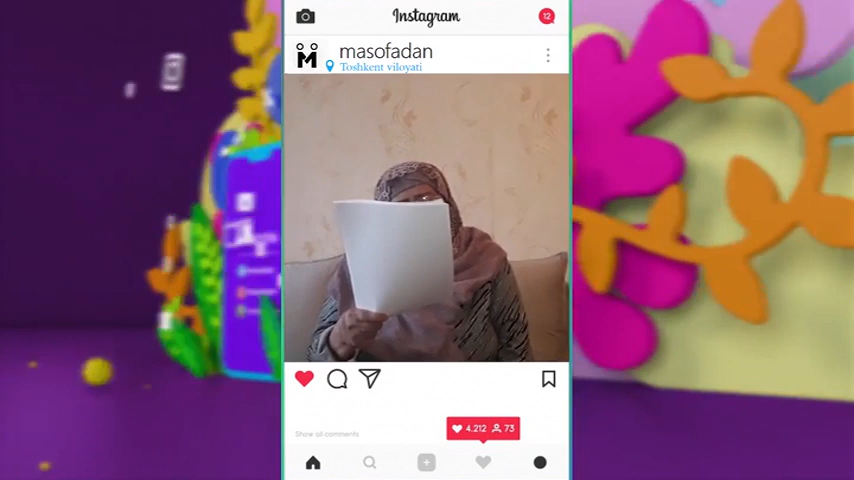 Instagram
12
M
masofadan
Toshkent viloyati
Show all comments
4.212 73